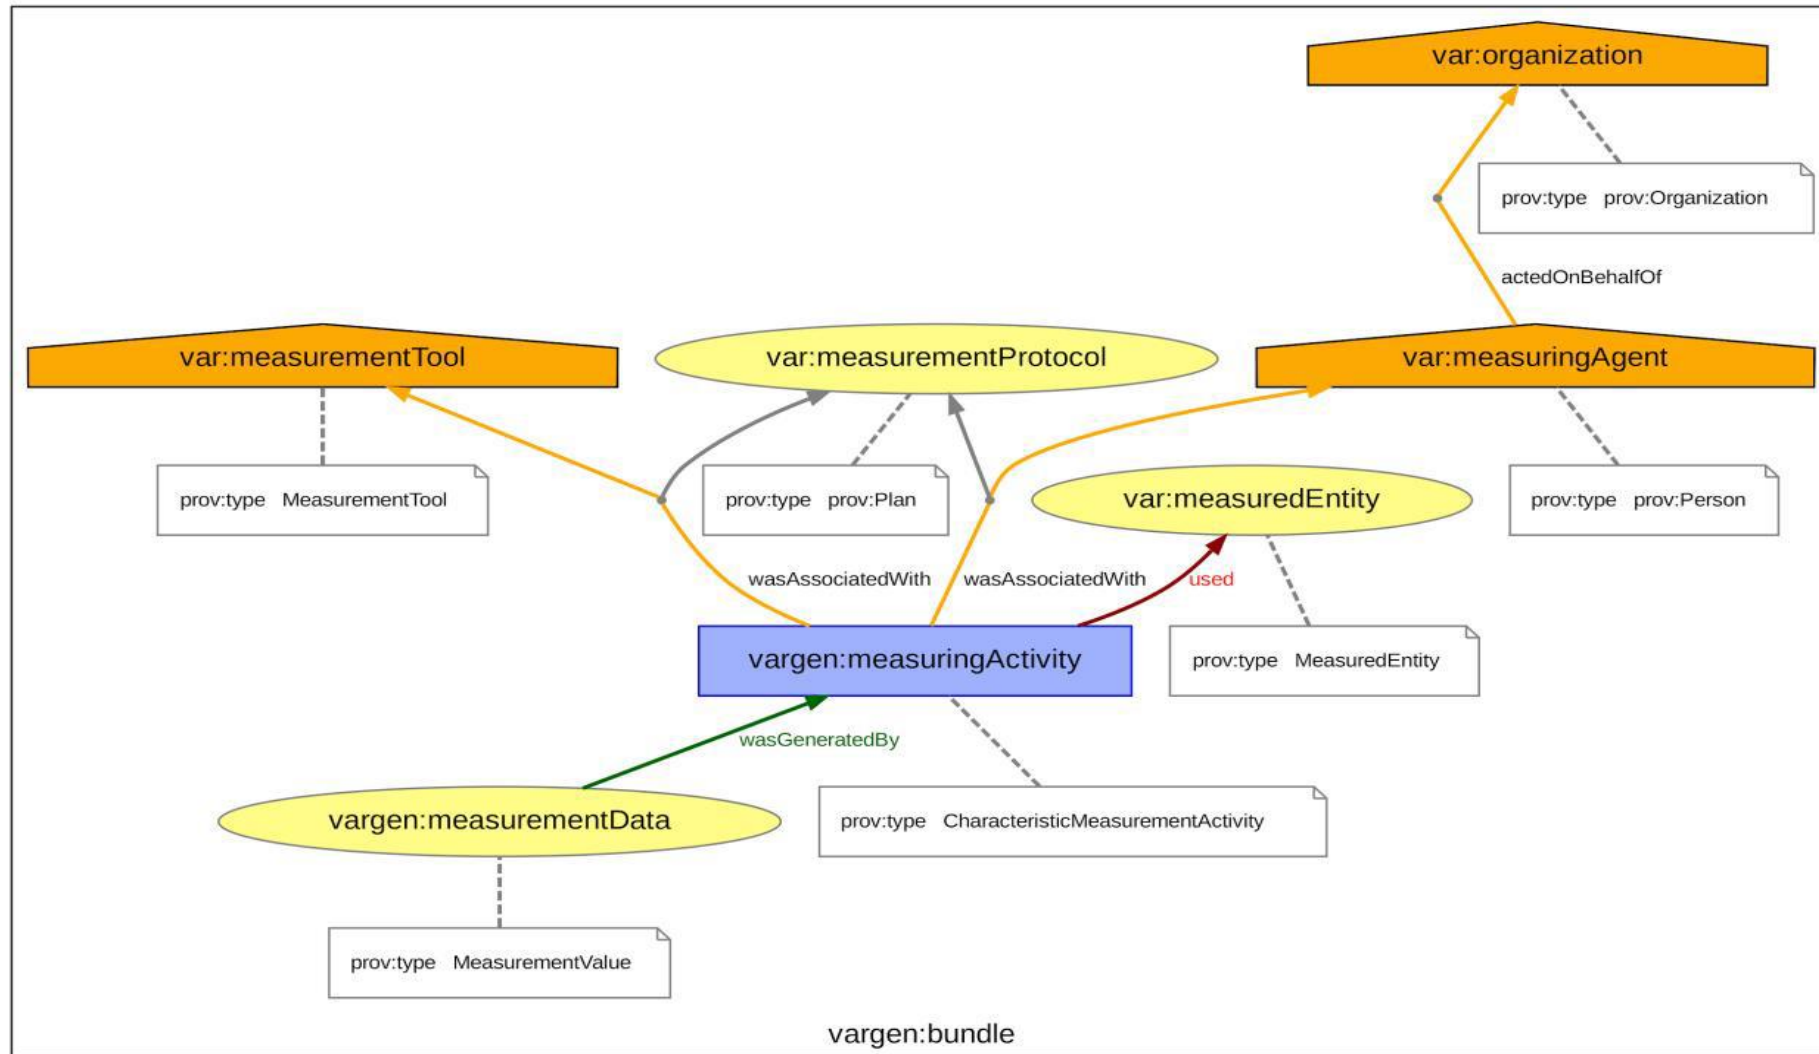 var:organization
prov:type prov:Organization
actedOnBehalfOf
var:measurementTool
var:measurementProtocol
var:measuringAgent
prov:type MeasurementTool
prov:type prov:Plan
var:measuredEntity
prov:type prov:Person
wasAssociatedWith
wasAssociatedWith
used
vargen:measuringActivity
prov:type MeasuredEntity
wasGeneratedBy
vargen:measurementData
prov:type CharacteristicMeasurementActivity
prov:type MeasurementValue
vargen:bundle